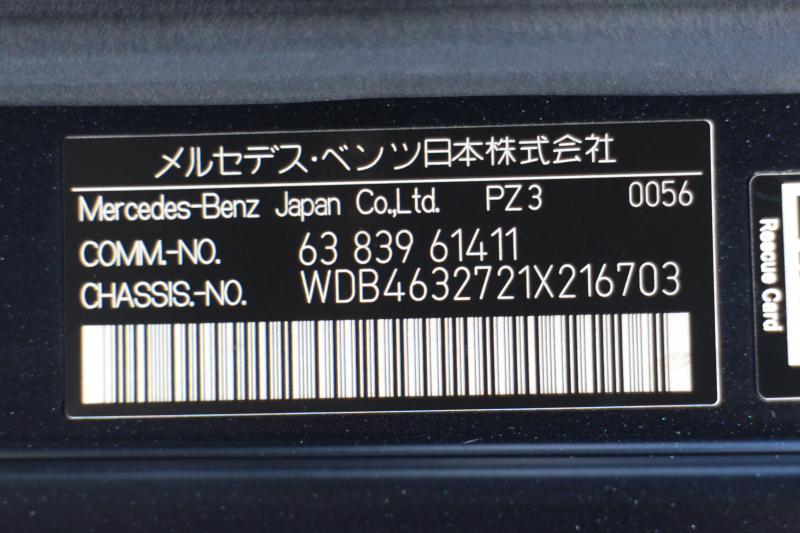 メルセデス・ベンツ日本株式会社
Mercedes-Benz Japan Co.,Ltd. PZ3 0056
COMM.-NO. 63 839 61411
CHASSIS.-NO. WDB4632721X216703
Rescue Card